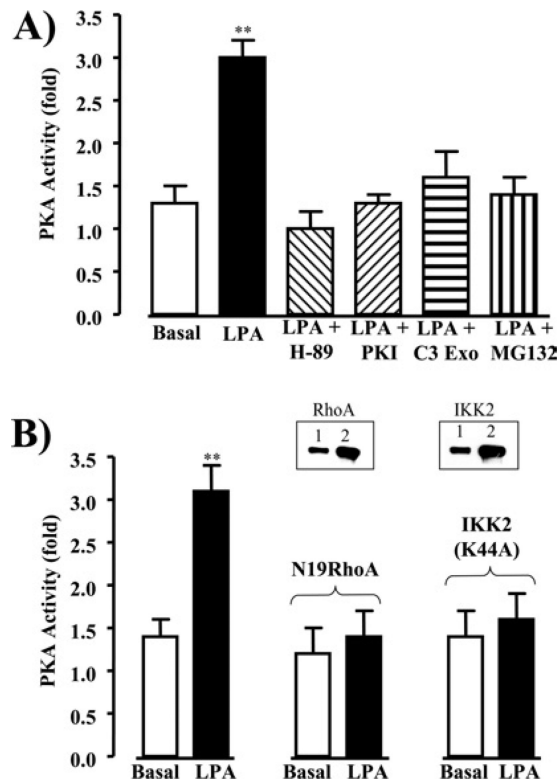 A)
PKA Activity (fold)
3.5
3.0
2.5
2.0
1.5
1.0
0.5
0.0
**
Basal
LPA
LPA + H-89
LPA + PKI
LPA + C3 Exo
LPA + MG132
B)
PKA Activity (fold)
3.5
3.0
2.5
2.0
1.5
1.0
0.5
0.0
**
RhoA
1 2
IKK2
1 2
N19RhoA
IKK2
(K44A)
Basal LPA
Basal LPA
Basal LPA